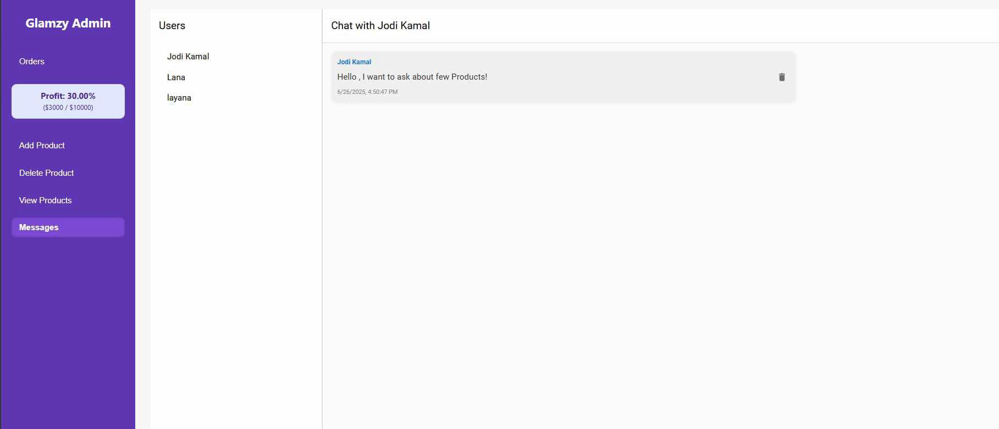 Glamzy Admin
Orders
Profit: 30.00%
($3000 / $10000)
Add Product
Delete Product
View Products
Messages
Users
Jodi Kamal
Lana
layana
Chat with Jodi Kamal
Jodi Kamal
Hello , I want to ask about few Products!
6/26/2025, 4:50:47 PM